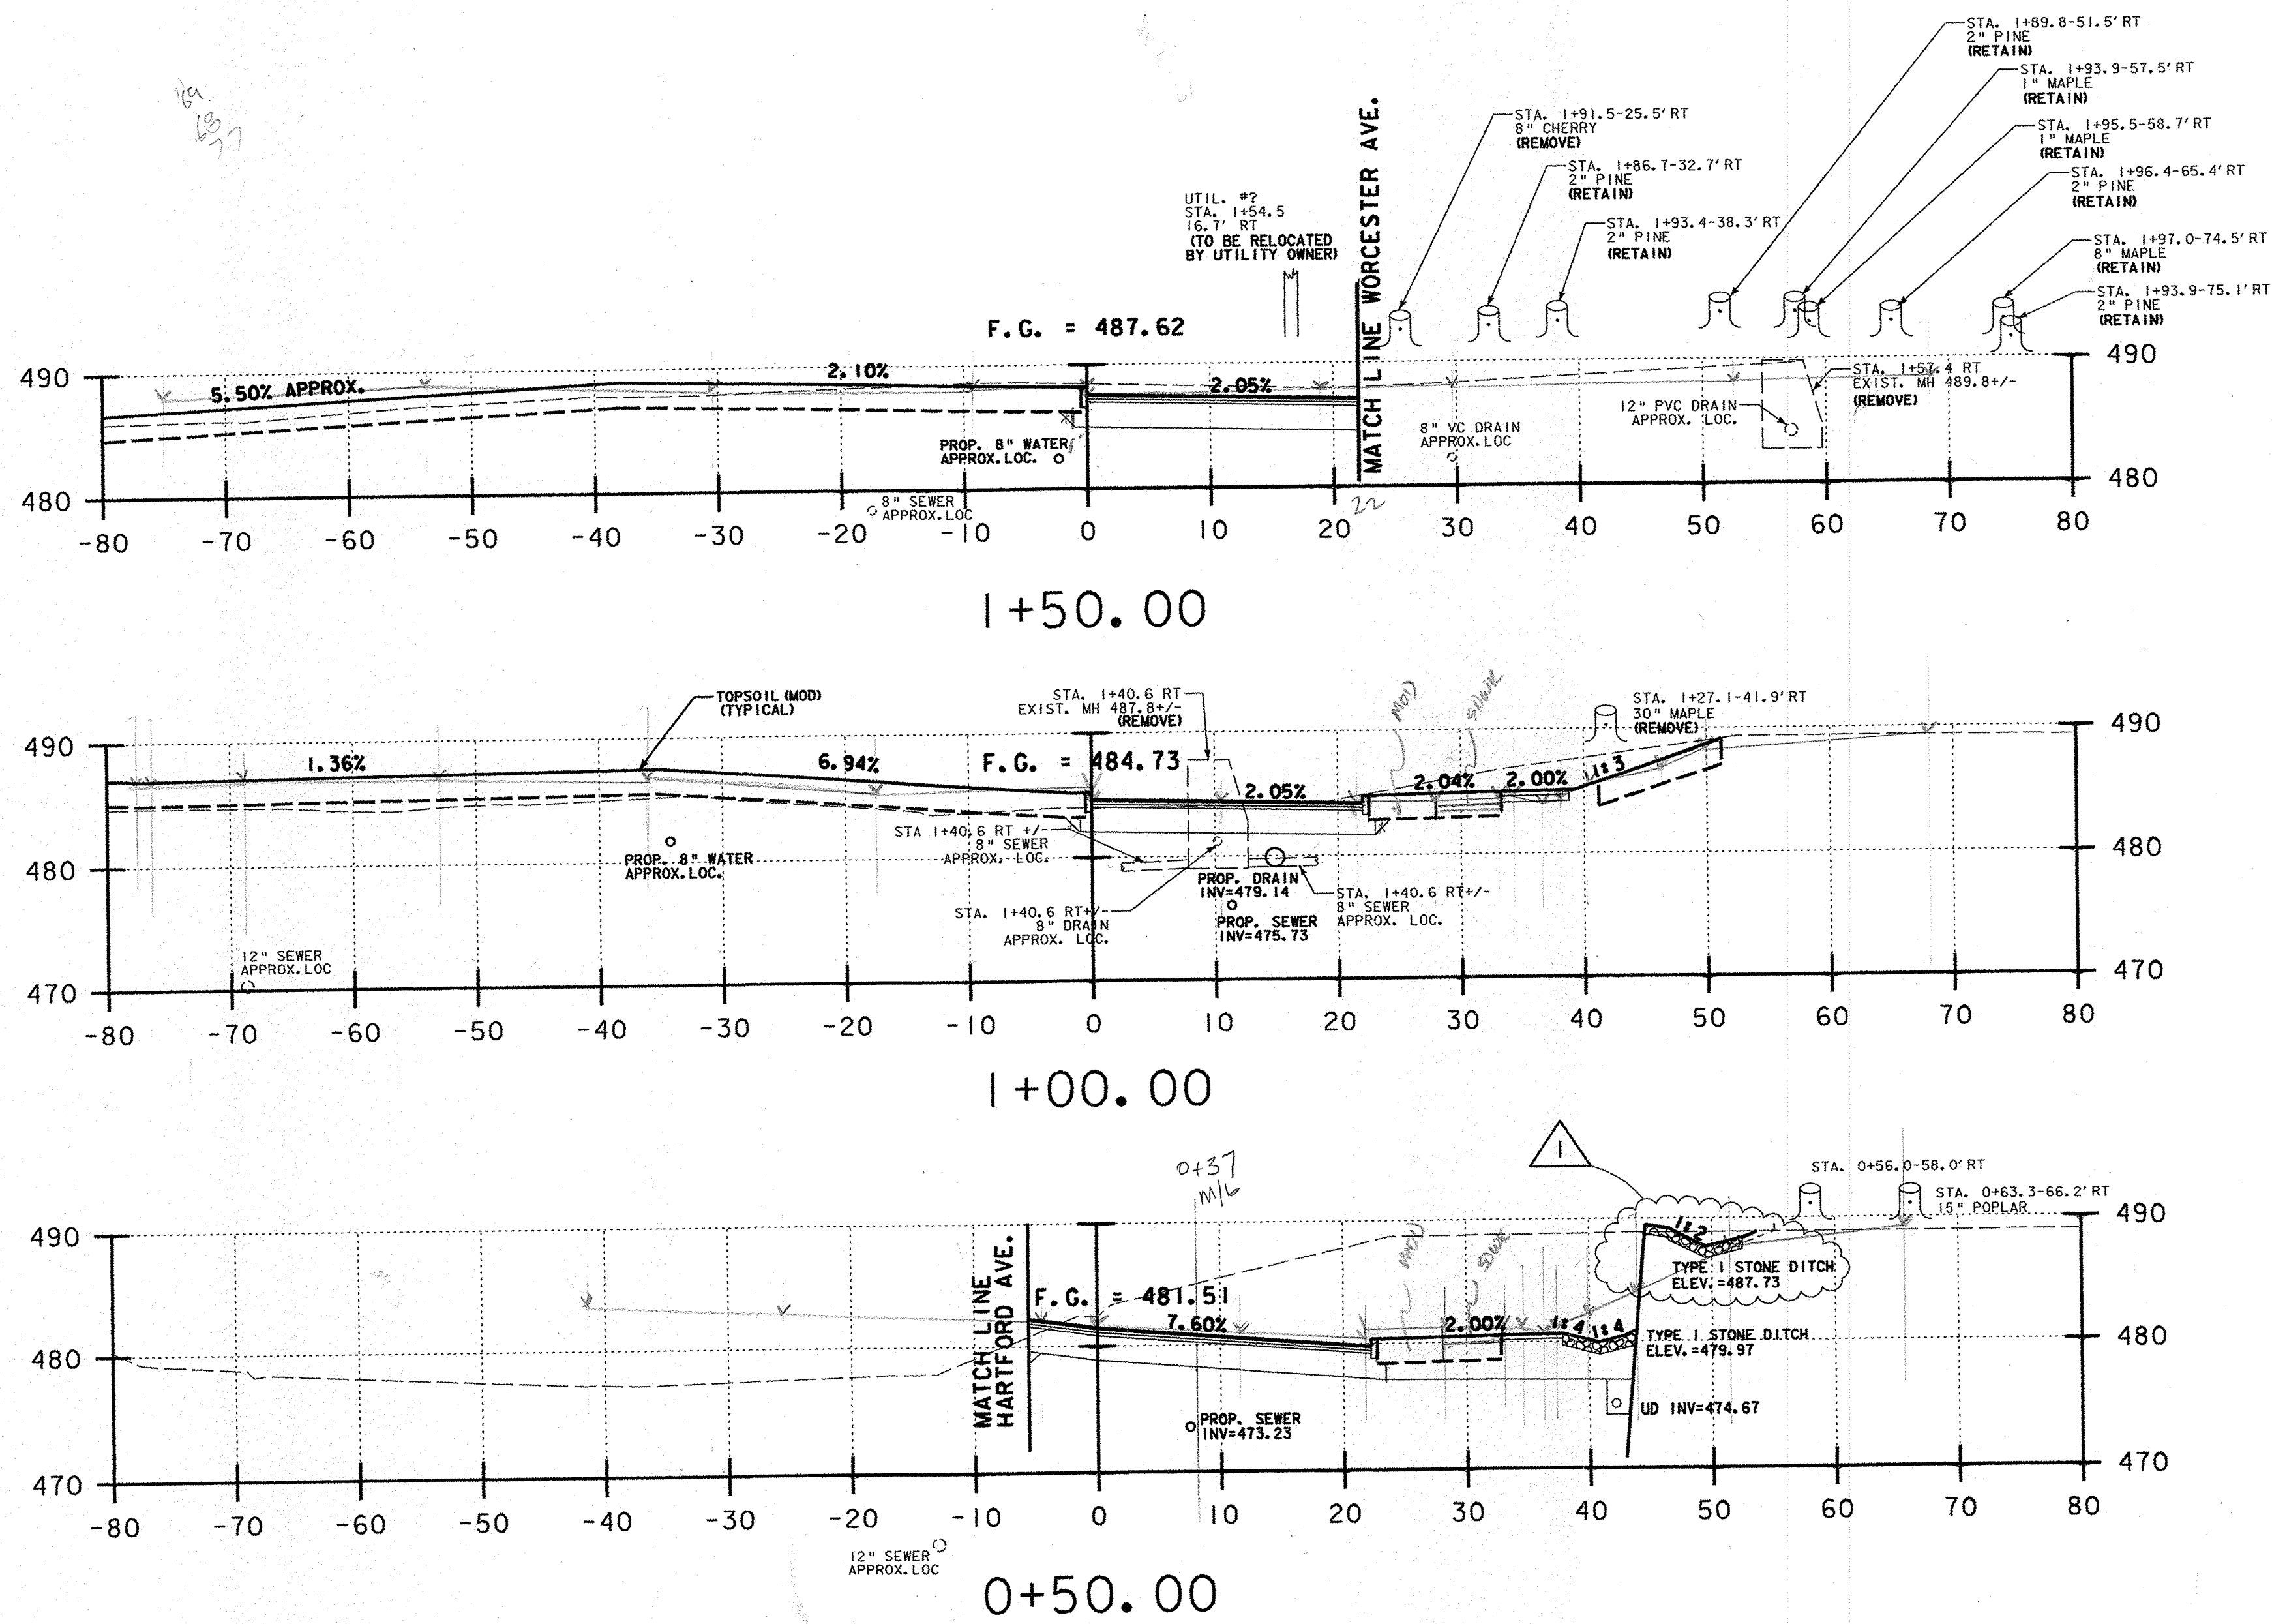 STA. 1+89.8-51.5' RT
2" PINE
(RETAIN)
STA. 1+93.9-57.5' RT
1" MAPLE
(RETAIN)
STA. 1+91.5-25.5' RT
8" CHERRY
(REMOVE)
STA. 1+95.5-58.7' RT
1" MAPLE
(RETAIN)
STA. 1+86.7-32.7' RT
2" PINE
(RETAIN)
STA. 1+96.4-65.4' RT
2" PINE
(RETAIN)
UTIL. #?
STA. 1+54.5
16.7' RT
(TO BE RELOCATED
BY UTILITY OWNER)
STA. 1+93.4-38.3' RT
2" PINE
(RETAIN)
STA. 1+97.0-74.5' RT
8" MAPLE
(RETAIN)
STA. 1+93.9-75.1' RT
2" PINE
(RETAIN)
MATCH LINE WORCESTER AVE.
F.G. = 487.62
490
5.50% APPROX.
2.10%
2.05%
490
STA. 1+57.4 RT
EXIST. MH 489.8+/-
(REMOVE)
12" PVC DRAIN
APPROX. LOC.
8" VC DRAIN
APPROX.LOC
PROP. 8" WATER
APPROX.LOC.
480
8" SEWER
APPROX.LOC
22
480
-80 -70 -60 -50 -40 -30 -20 -10 0 10 20 30 40 50 60 70 80
1+50.00
TOPSOIL (MOD)
(TYPICAL)
STA. 1+40.6 RT
EXIST. MH 487.8+/-
(REMOVE)
MOD
SDWK
STA. 1+27.1-41.9' RT
30" MAPLE
(REMOVE)
490
1.36%
6.94%
F.G. = 484.73
2.05%
2.04%
2.00%
1:3
490
STA 1+40.6 RT +/-
8" SEWER
APPROX. LOC.
PROP. 8" WATER
APPROX.LOC.
480
480
PROP. DRAIN
INV=479.14
STA. 1+40.6 RT+/-
8" SEWER
APPROX. LOC.
STA. 1+40.6 RT+/-
8" DRAIN
APPROX. LOC.
PROP. SEWER
INV=475.73
12" SEWER
APPROX.LOC
470
470
-80 -70 -60 -50 -40 -30 -20 -10 0 10 20 30 40 50 60 70 80
1+00.00
1
0+37
M/L
STA. 0+56.0-58.0' RT
STA. 0+63.3-66.2' RT
15" POPLAR
490
490
MATCH LINE
HARTFORD AVE.
MOD
SDWK
1:2
TYPE 1 STONE DITCH
ELEV.=487.73
F.G. = 481.51
7.60%
2.00%
1:4
1:4
TYPE 1 STONE DITCH
ELEV.=479.97
480
480
UD INV=474.67
PROP. SEWER
INV=473.23
470
470
-80 -70 -60 -50 -40 -30 -20 -10 0 10 20 30 40 50 60 70 80
12" SEWER
APPROX.LOC
0+50.00